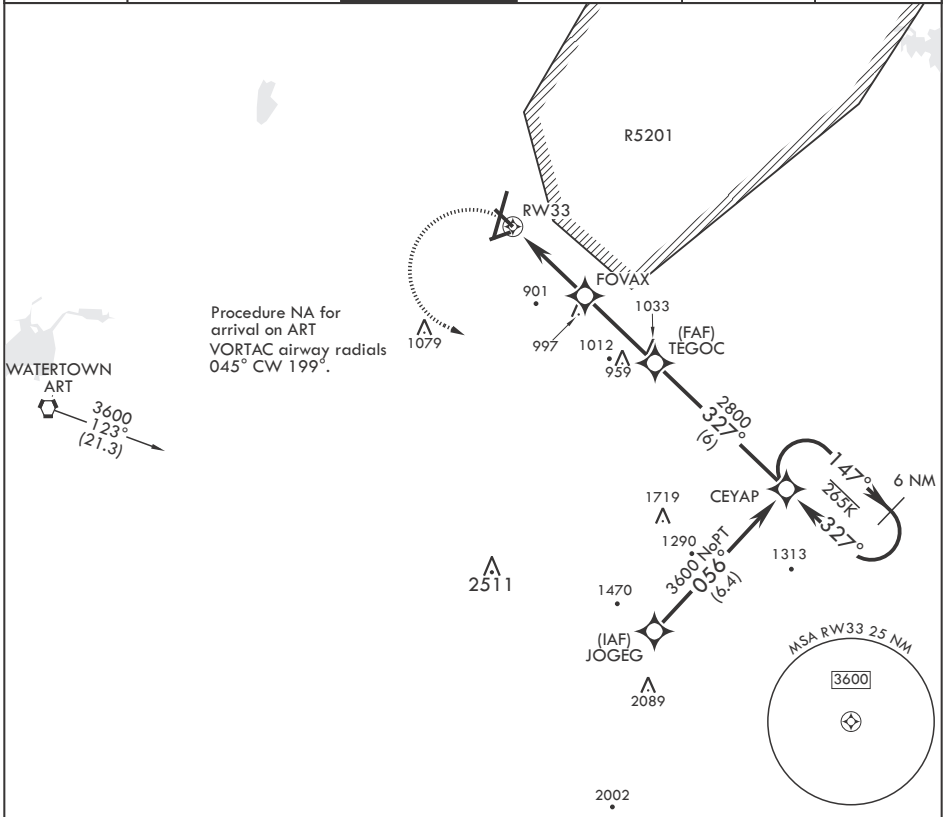 R5201
RW33
FOVAX
901
1033
Procedure NA for
arrival on ART
VORTAC airway radials
045° CW 199°.
1079
997
1012
959
(FAF)
TEGOC
WATERTOWN
ART
3600
123°
(21.3)
2800
327°
(6)
CEYAP
147°
265K
6 NM
327°
1719
1290
3600 NoPT
056°
(6.4)
1313
2511
1470
(IAF)
JOGEG
2089
MSA RW33 25 NM
3600
2002